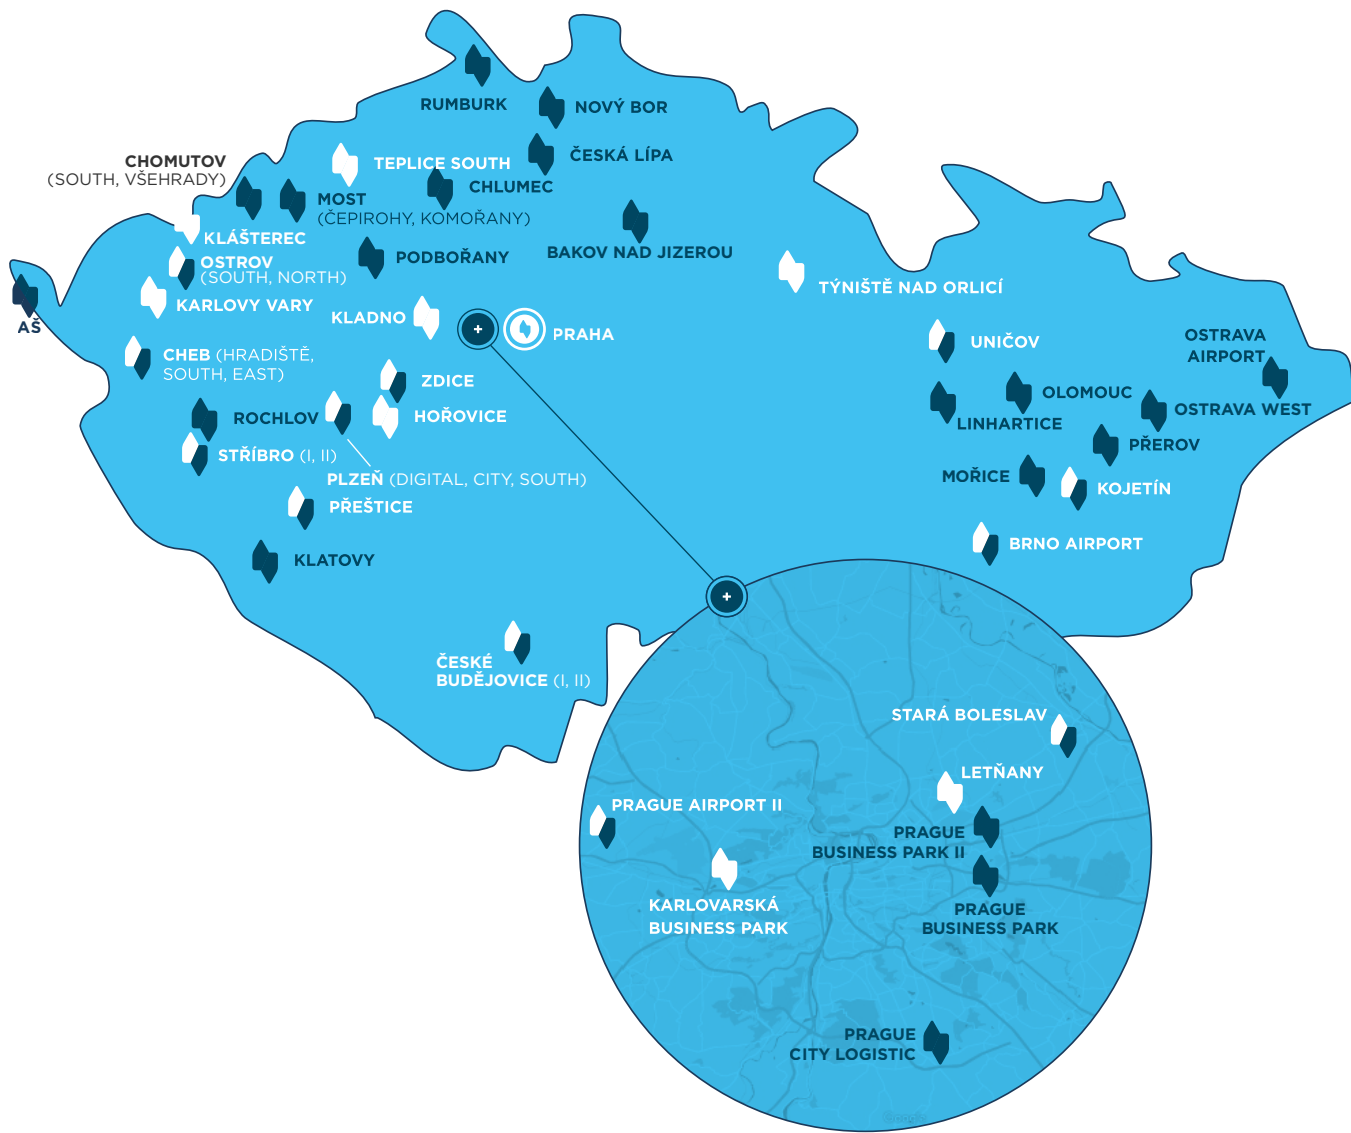 RUMBURK
NOVÝ BOR
CHOMUTOV
(SOUTH, VŠEHRADY)
TEPLICE SOUTH
ČESKÁ LÍPA
MOST
(ČEPIROHY, KOMOŘANY)
CHLUMEC
KLÁŠTEREC
OSTROV
(SOUTH, NORTH)
PODBOŘANY
BAKOV NAD JIZEROU
KARLOVY VARY
TÝNIŠTĚ NAD ORLICÍ
AŠ
KLADNO
+
PRAHA
CHEB (HRADIŠTĚ,
SOUTH, EAST)
UNIČOV
OSTRAVA
AIRPORT
ZDICE
OLOMOUC
ROCHLOV
HOŘOVICE
LINHARTICE
OSTRAVA WEST
STŘÍBRO (I, II)
PŘEROV
PLZEŇ (DIGITAL, CITY, SOUTH)
MOŘICE
KOJETÍN
PŘEŠTICE
BRNO AIRPORT
KLATOVY
+
ČESKÉ
BUDĚJOVICE (I, II)
STARÁ BOLESLAV
LETŇANY
PRAGUE AIRPORT II
PRAGUE
BUSINESS PARK II
KARLOVARSKÁ
BUSINESS PARK
PRAGUE
BUSINESS PARK
PRAGUE
CITY LOGISTIC
Google